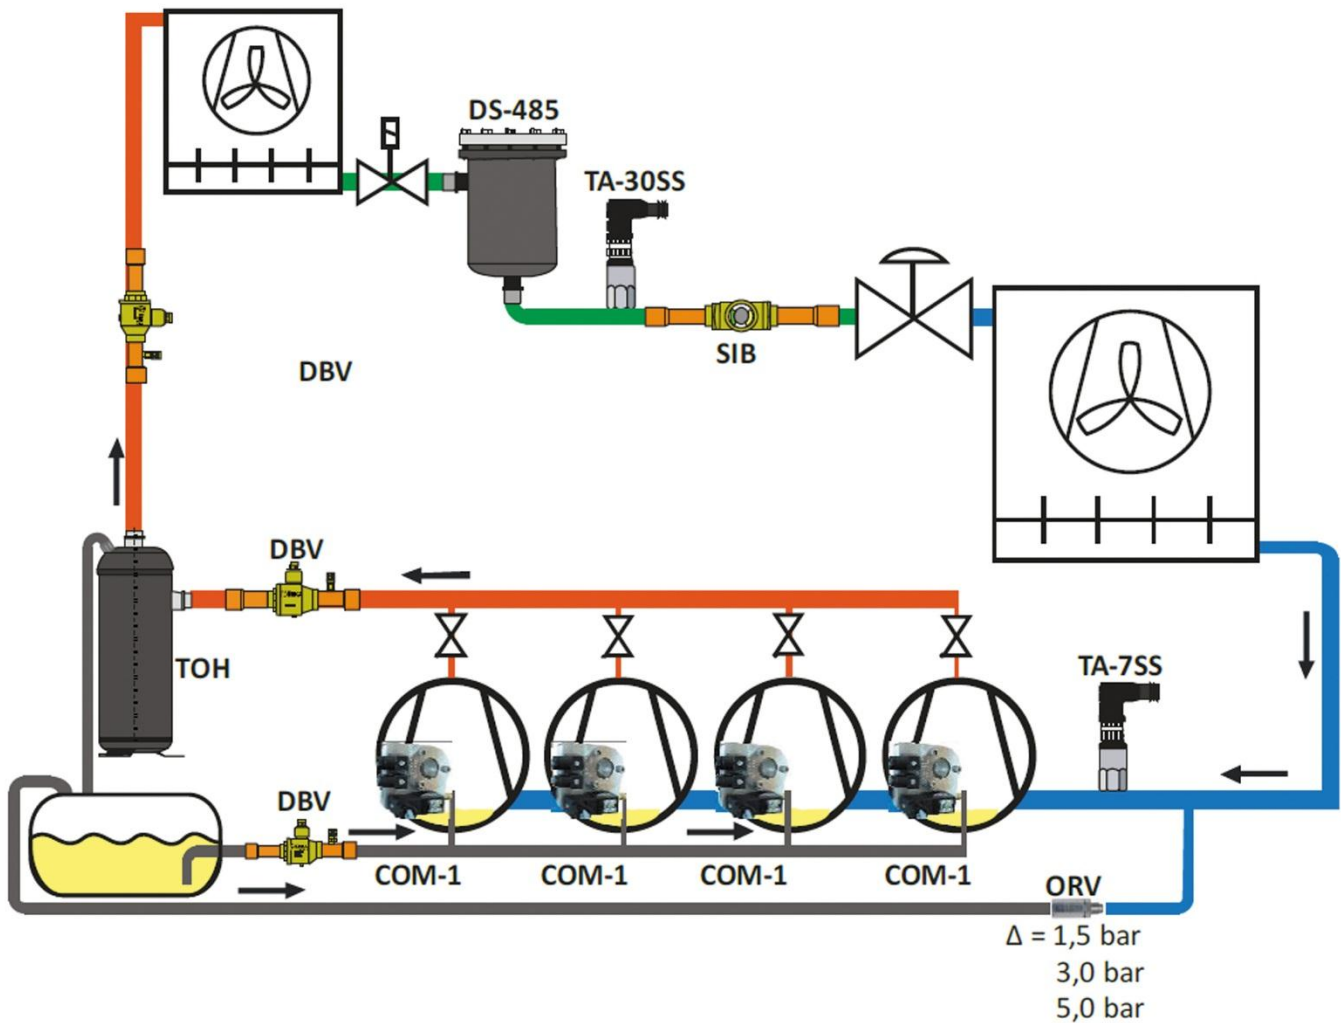 DS-485
TA-30SS
SIB
DBV
DBV
TOH
TA-7SS
DBV
COM-1
COM-1
COM-1
COM-1
ORV
Δ = 1,5 bar
3,0 bar
5,0 bar